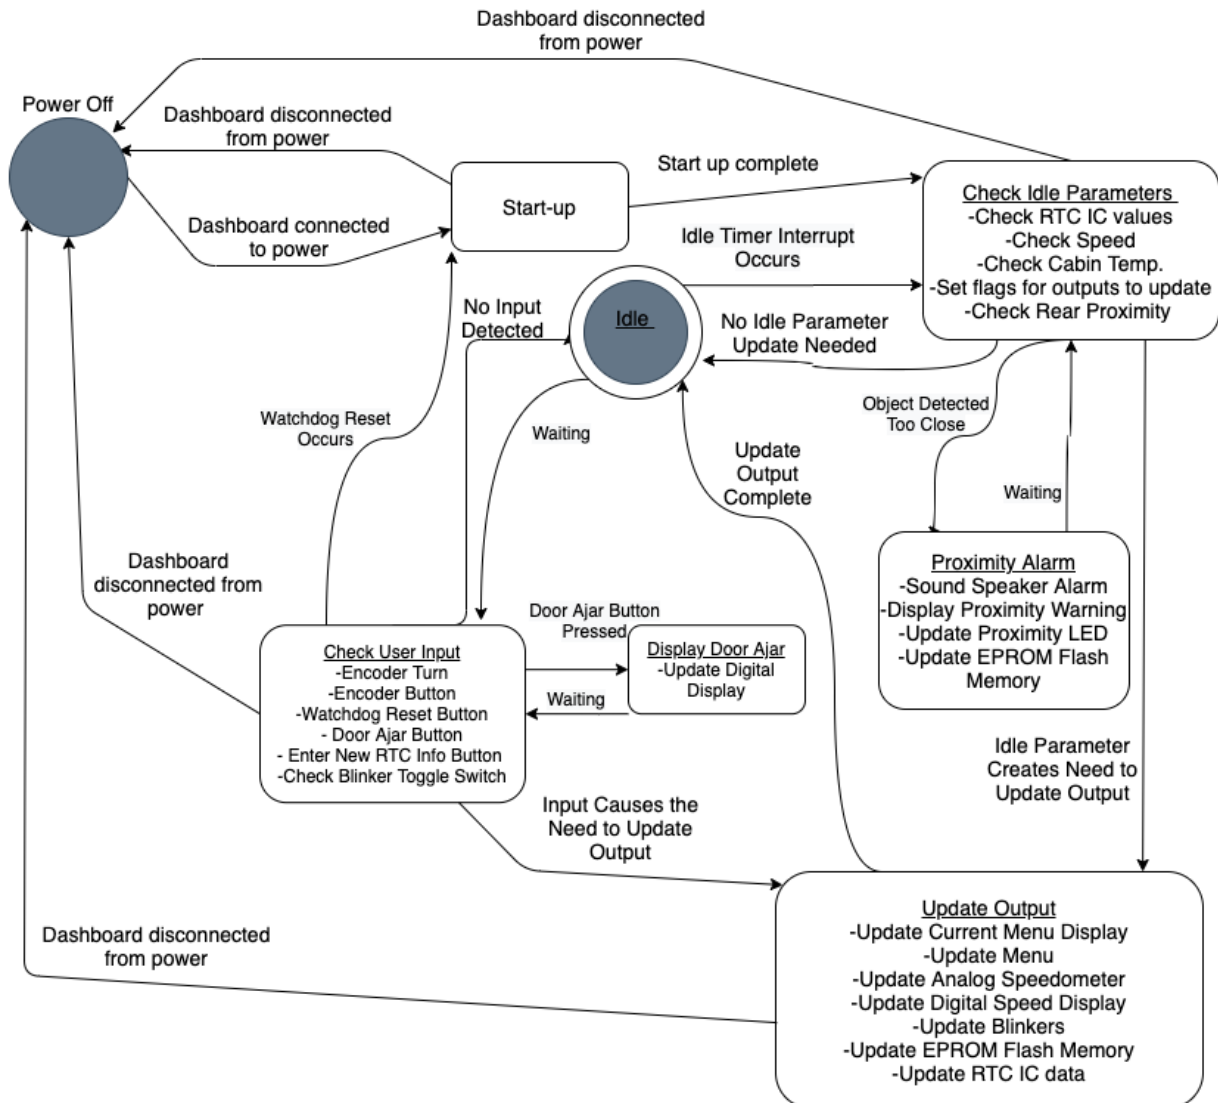 Dashboard disconnected
from power
Power Off
Dashboard disconnected
from power
Start up complete
Start-up
Check Idle Parameters
-Check RTC IC values
-Check Speed
-Check Cabin Temp.
-Set flags for outputs to update
-Check Rear Proximity
Dashboard connected
to power
Idle Timer Interrupt
Occurs
No Input
Detected
Idle
No Idle Parameter
Update Needed
Watchdog Reset
Occurs
Waiting
Object Detected
Too Close
Update
Output
Complete
Waiting
Dashboard
disconnected from
power
Proximity Alarm
-Sound Speaker Alarm
-Display Proximity Warning
-Update Proximity LED
-Update EPROM Flash
Memory
Door Ajar Button
Pressed
Check User Input
-Encoder Turn
-Encoder Button
-Watchdog Reset Button
- Door Ajar Button
- Enter New RTC Info Button
-Check Blinker Toggle Switch
Display Door Ajar
-Update Digital
Display
Waiting
Idle Parameter
Creates Need to
Update Output
Input Causes the
Need to Update
Output
Dashboard disconnected
from power
Update Output
-Update Current Menu Display
-Update Menu
-Update Analog Speedometer
-Update Digital Speed Display
-Update Blinkers
-Update EPROM Flash Memory
-Update RTC IC data